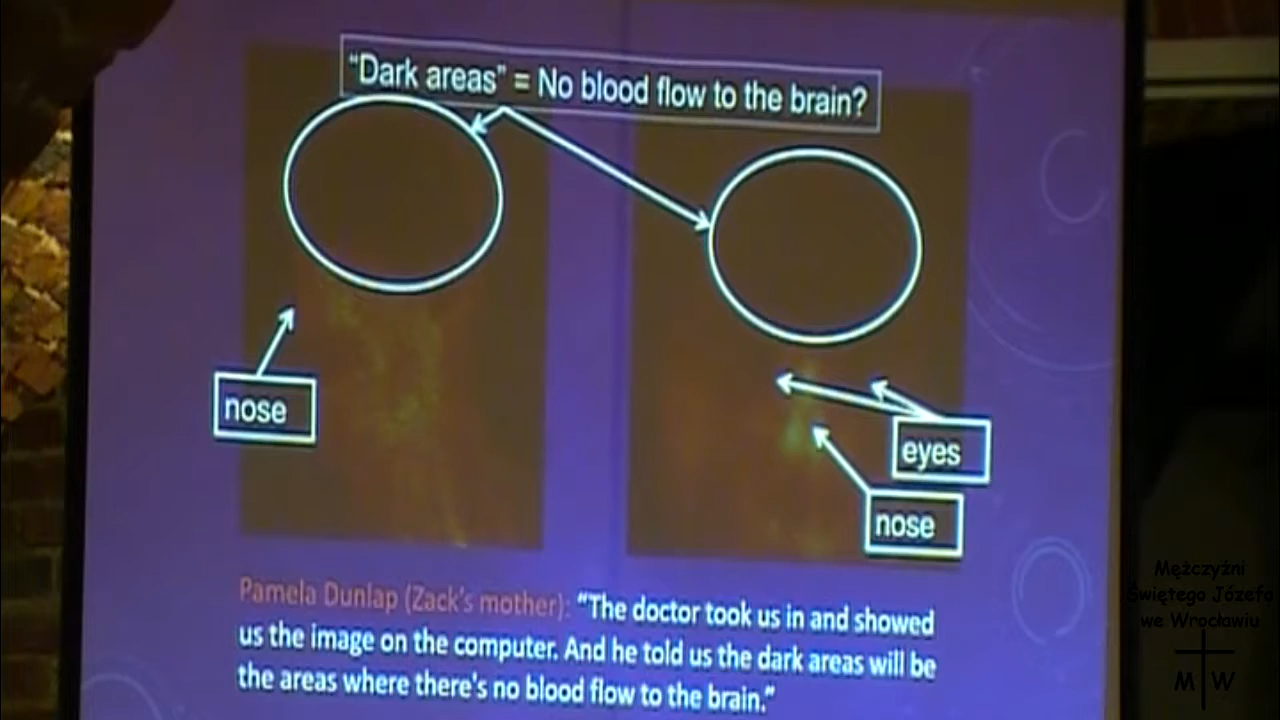 “Dark areas” = No blood flow to the brain?
nose
eyes
nose
Pamela Dunlap (Zack's mother): “The doctor took us in and showed
us the image on the computer. And he told us the dark areas will be
the areas where there's no blood flow to the brain.”
Mężczyźni
Świętego Józefa
we Wrocławiu
M W